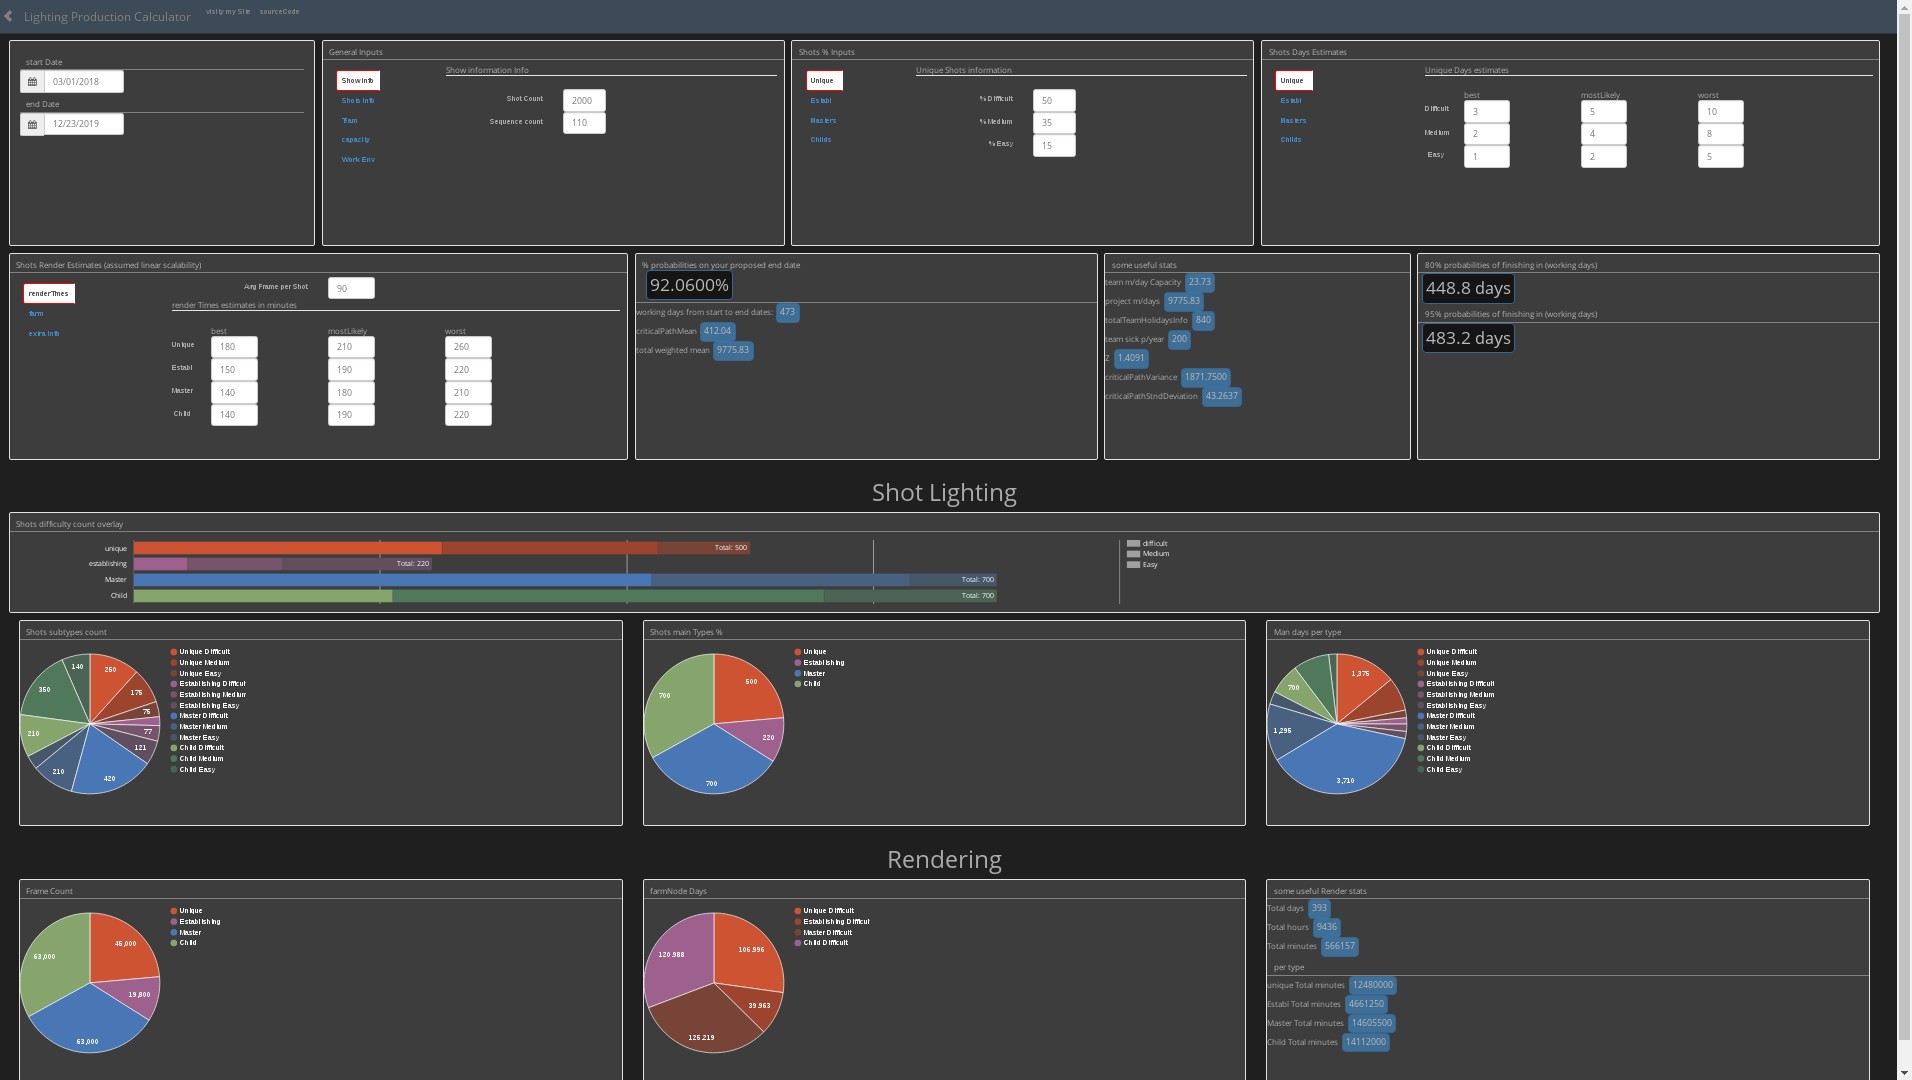 Lighting Production Calculator visit my Site sourceCode
start Date
03/01/2018
end Date
12/23/2019
General Inputs
Show Info
Shots Info
Team
capacity
Work Env
Show information Info
Shot Count 2000
Sequence count 110
Shots % Inputs
Unique
Establ
Masters
Childs
Unique Shots information
% Difficult 50
% Medium 35
% Easy 15
Shots Days Estimates
Unique
Establ
Masters
Childs
Unique Days estimates
best mostLikely worst
Difficult 3 5 10
Medium 2 4 8
Easy 1 2 5
Shots Render Estimates (assumed linear scalability)
renderTimes
farm
extra Info
Avg Frame per Shot 90
render Times estimates in minutes
best mostLikely worst
Unique 180 210 260
Establ 150 190 220
Master 140 180 210
Child 140 190 220
% probabilities on your proposed end date
92.0600%
working days from start to end dates: 473
criticalPathMean 412.04
total weighted mean 9775.83
some useful stats
team m/day Capacity 23.73
project m/days 9775.83
totalTeamHolidaysInfo 840
team sick p/year 200
Z 1.4091
criticalPathVariance 1871.7500
criticalPathStndDeviation 43.2637
80% probabilities of finishing in (working days)
448.8 days
95% probabilities of finishing in (working days)
483.2 days
Shot Lighting
Shots difficulty count overlay
unique Total: 500
establishing Total: 220
Master Total: 700
Child Total: 700
difficult
Medium
Easy
Shots subtypes count
250
175
75
77
121
420
210
210
350
140
Unique Difficult
Unique Medium
Unique Easy
Establishing Difficult
Establishing Medium
Establishing Easy
Master Difficult
Master Medium
Master Easy
Child Difficult
Child Medium
Child Easy
Shots main Types %
500
220
700
700
Unique
Establishing
Master
Child
Man days per type
1,375
3,710
1,295
700
Unique Difficult
Unique Medium
Unique Easy
Establishing Difficult
Establishing Medium
Establishing Easy
Master Difficult
Master Medium
Master Easy
Child Difficult
Child Medium
Child Easy
Rendering
Frame Count
45,000
19,800
63,000
63,000
Unique
Establishing
Master
Child
farmNode Days
106.996
39.963
125.219
120.988
Unique Difficult
Establishing Difficult
Master Difficult
Child Difficult
some useful Render stats
Total days 393
Total hours 9436
Total minutes 566157
per type
unique Total minutes 12480000
Establ Total minutes 4661250
Master Total minutes 14605500
Child Total minutes 14112000